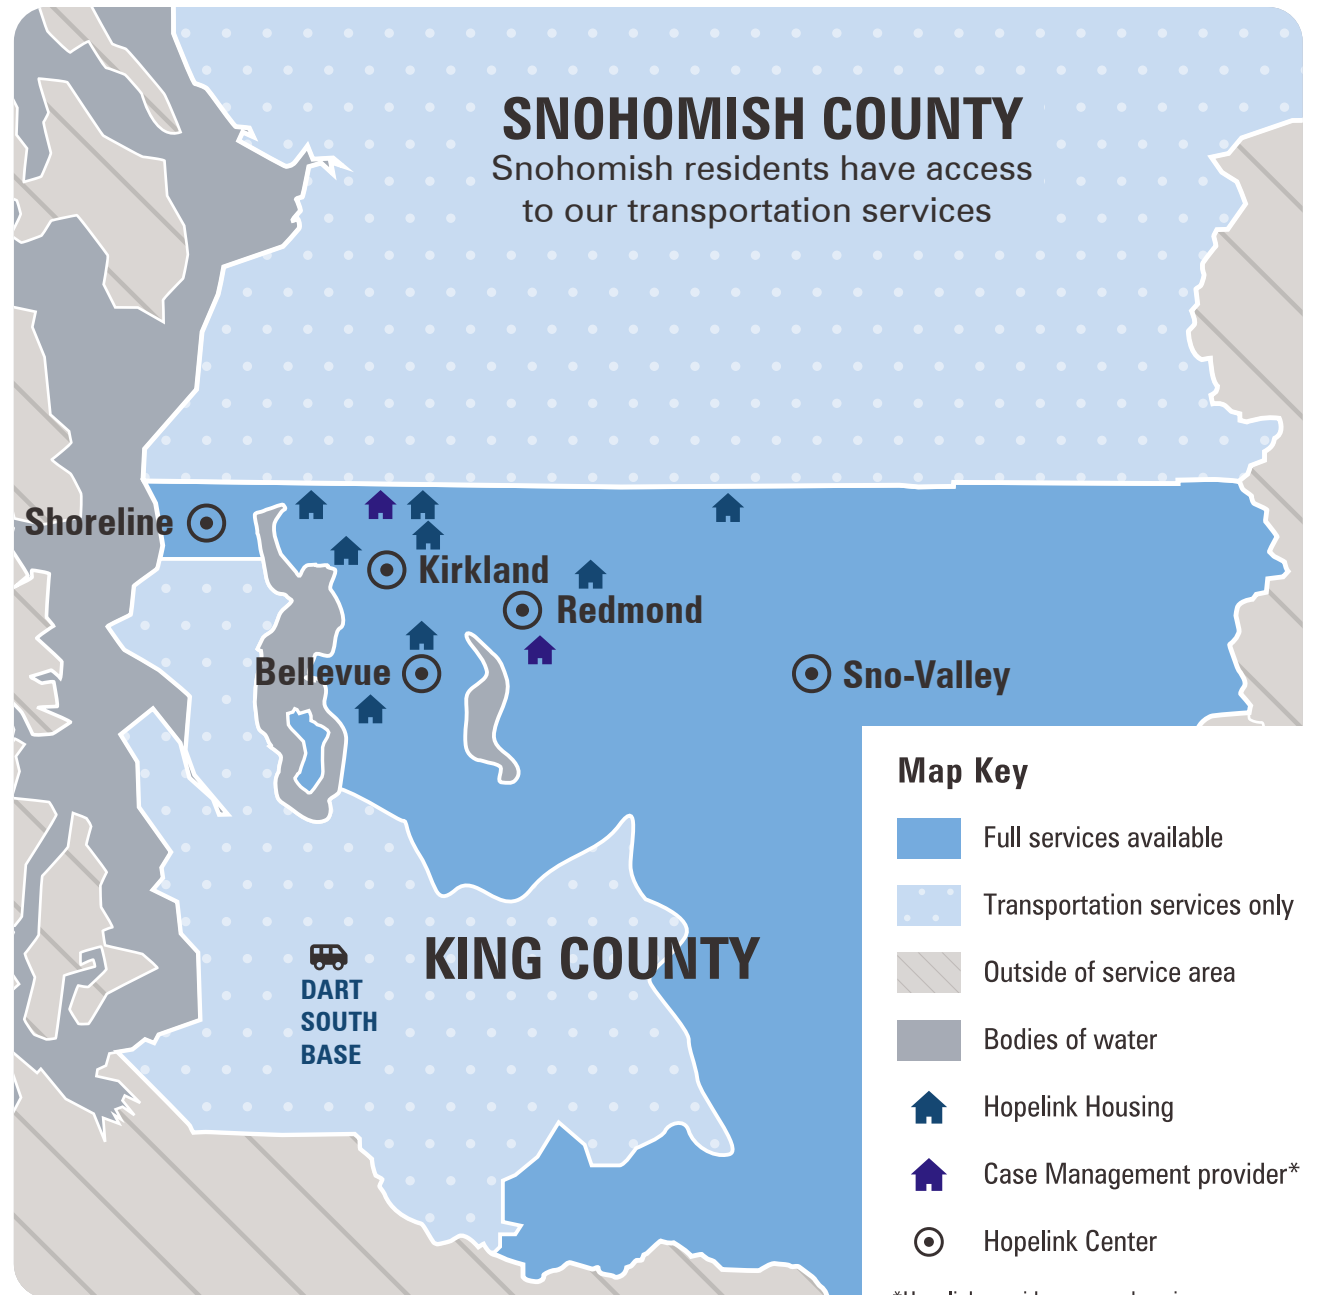 SNOHOMISH COUNTY
Snohomish residents have access
to our transportation services
Shoreline
Kirkland
Redmond
Bellevue
Sno-Valley
KING COUNTY
DART
SOUTH
BASE
Map Key
Full services available
Transportation services only
Outside of service area
Bodies of water
Hopelink Housing
Case Management provider*
Hopelink Center